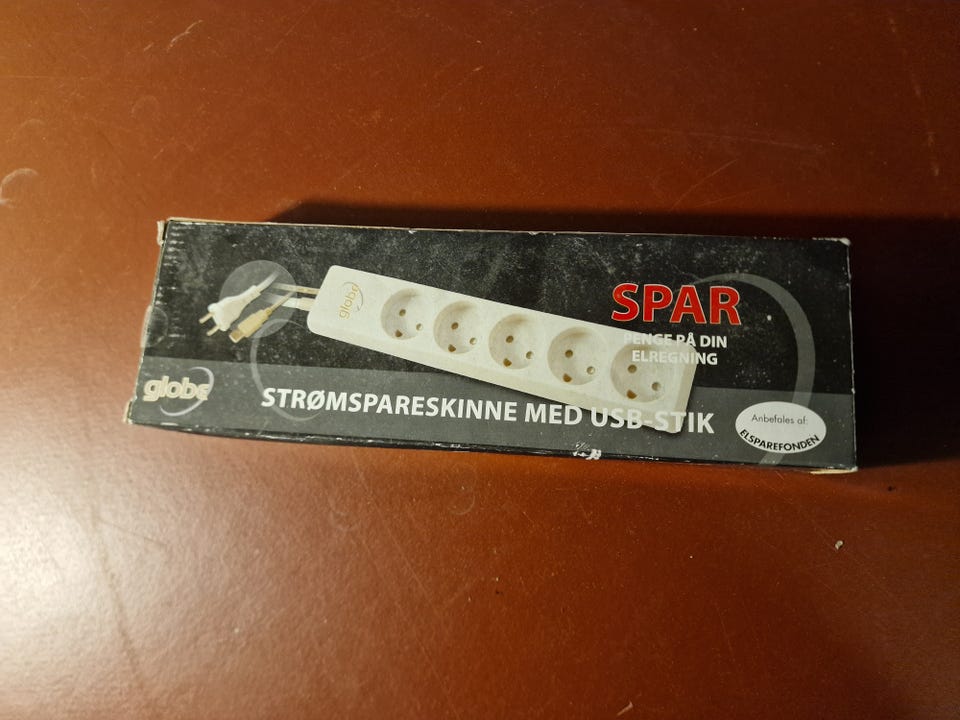 globe
SPAR
PENGE PÅ DIN
ELREGNING
globe
STRØMSPARESKINNE MED USB-STIK
Anbefales af:
ELSPAREFONDEN